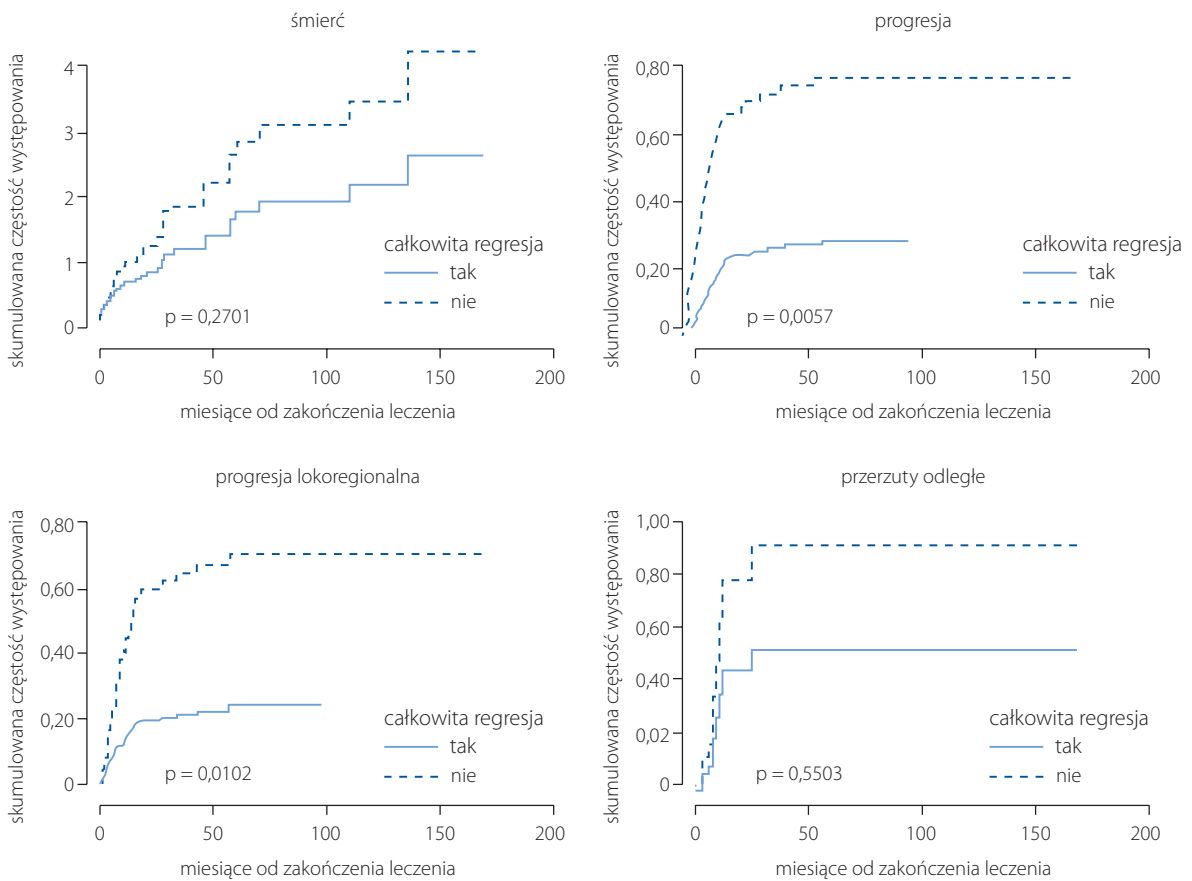 śmierć
skumulowana częstość występowania
4
3
2
1
0
całkowita regresja
tak
nie
p = 0,2701
0 50 100 150 200
miesiące od zakończenia leczenia
progresja
skumulowana częstość występowania
0,80
0,60
0,40
0,20
0
całkowita regresja
tak
nie
p = 0,0057
0 50 100 150 200
miesiące od zakończenia leczenia
progresja lokoregionalna
skumulowana częstość występowania
0,80
0,60
0,40
0,20
0
całkowita regresja
tak
nie
p = 0,0102
0 50 100 150 200
miesiące od zakończenia leczenia
przerzuty odległe
skumulowana częstość występowania
1,00
0,80
0,60
0,40
0,02
0
całkowita regresja
tak
nie
p = 0,5503
0 50 100 150 200
miesiące od zakończenia leczenia